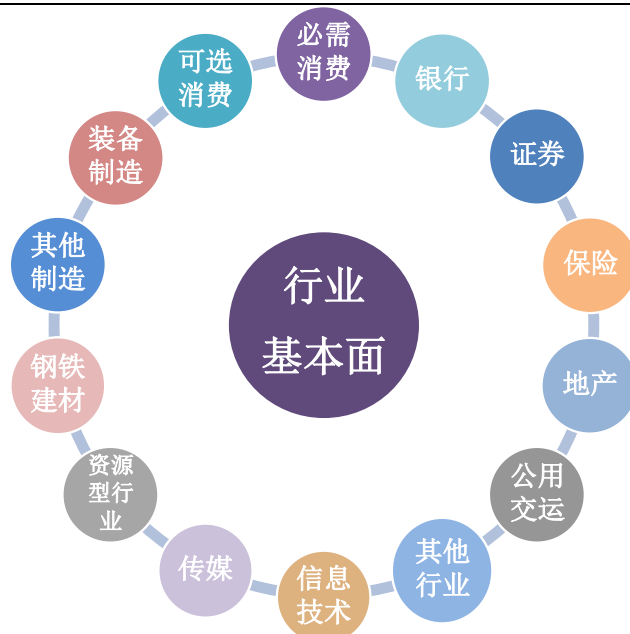 必需
消费
银行
证券
保险
地产
公用
交运
其他
行业
信息
技术
传媒
资源
型行
业
钢铁
建材
其他
制造
装备
制造
可选
消费
行业
基本面